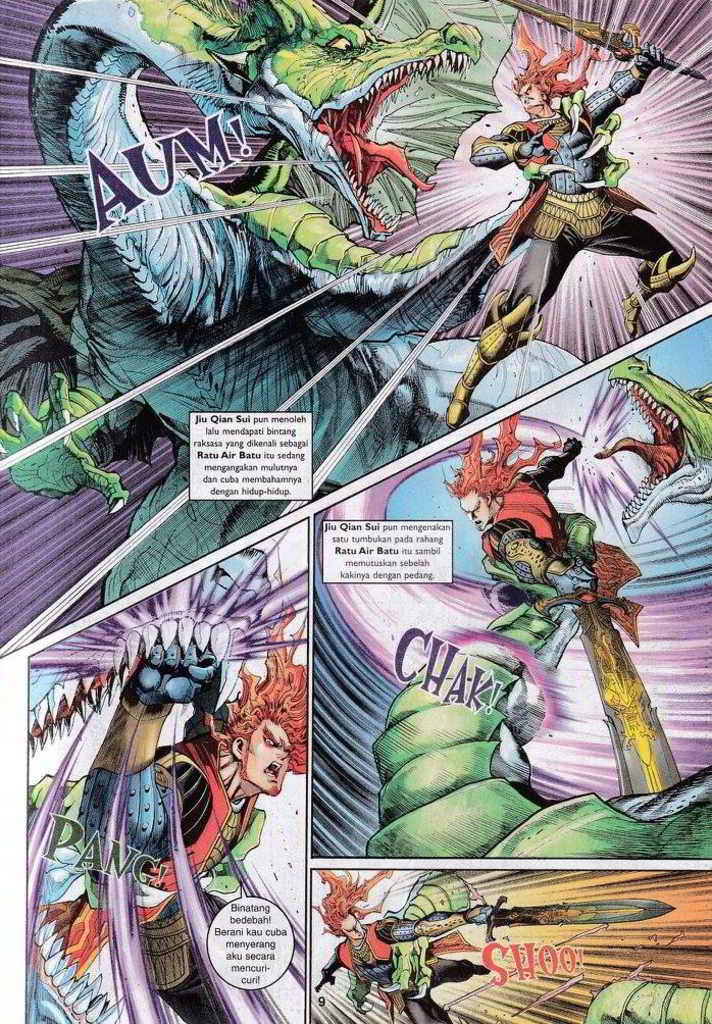 AUM!
Jiu Qian Sui pun menoleh
lalu mendapati bintang
raksasa yang dikenali sebagai
Ratu Air Batu itu sedang
mengangakan mulutnya
dan cuba membahamnya
dengan hidup-hidup.
Jiu Qian Sui pun mengenakan
satu tumbukan pada rahang
Ratu Air Batu itu sambil
memutuskan sebelah
kakinya dengan pedang.
CHAK!
PANG!
Binatang
bedebah!
Berani kau cuba
menyerang
aku secara
mencuri-
curi!
SHOO!
9